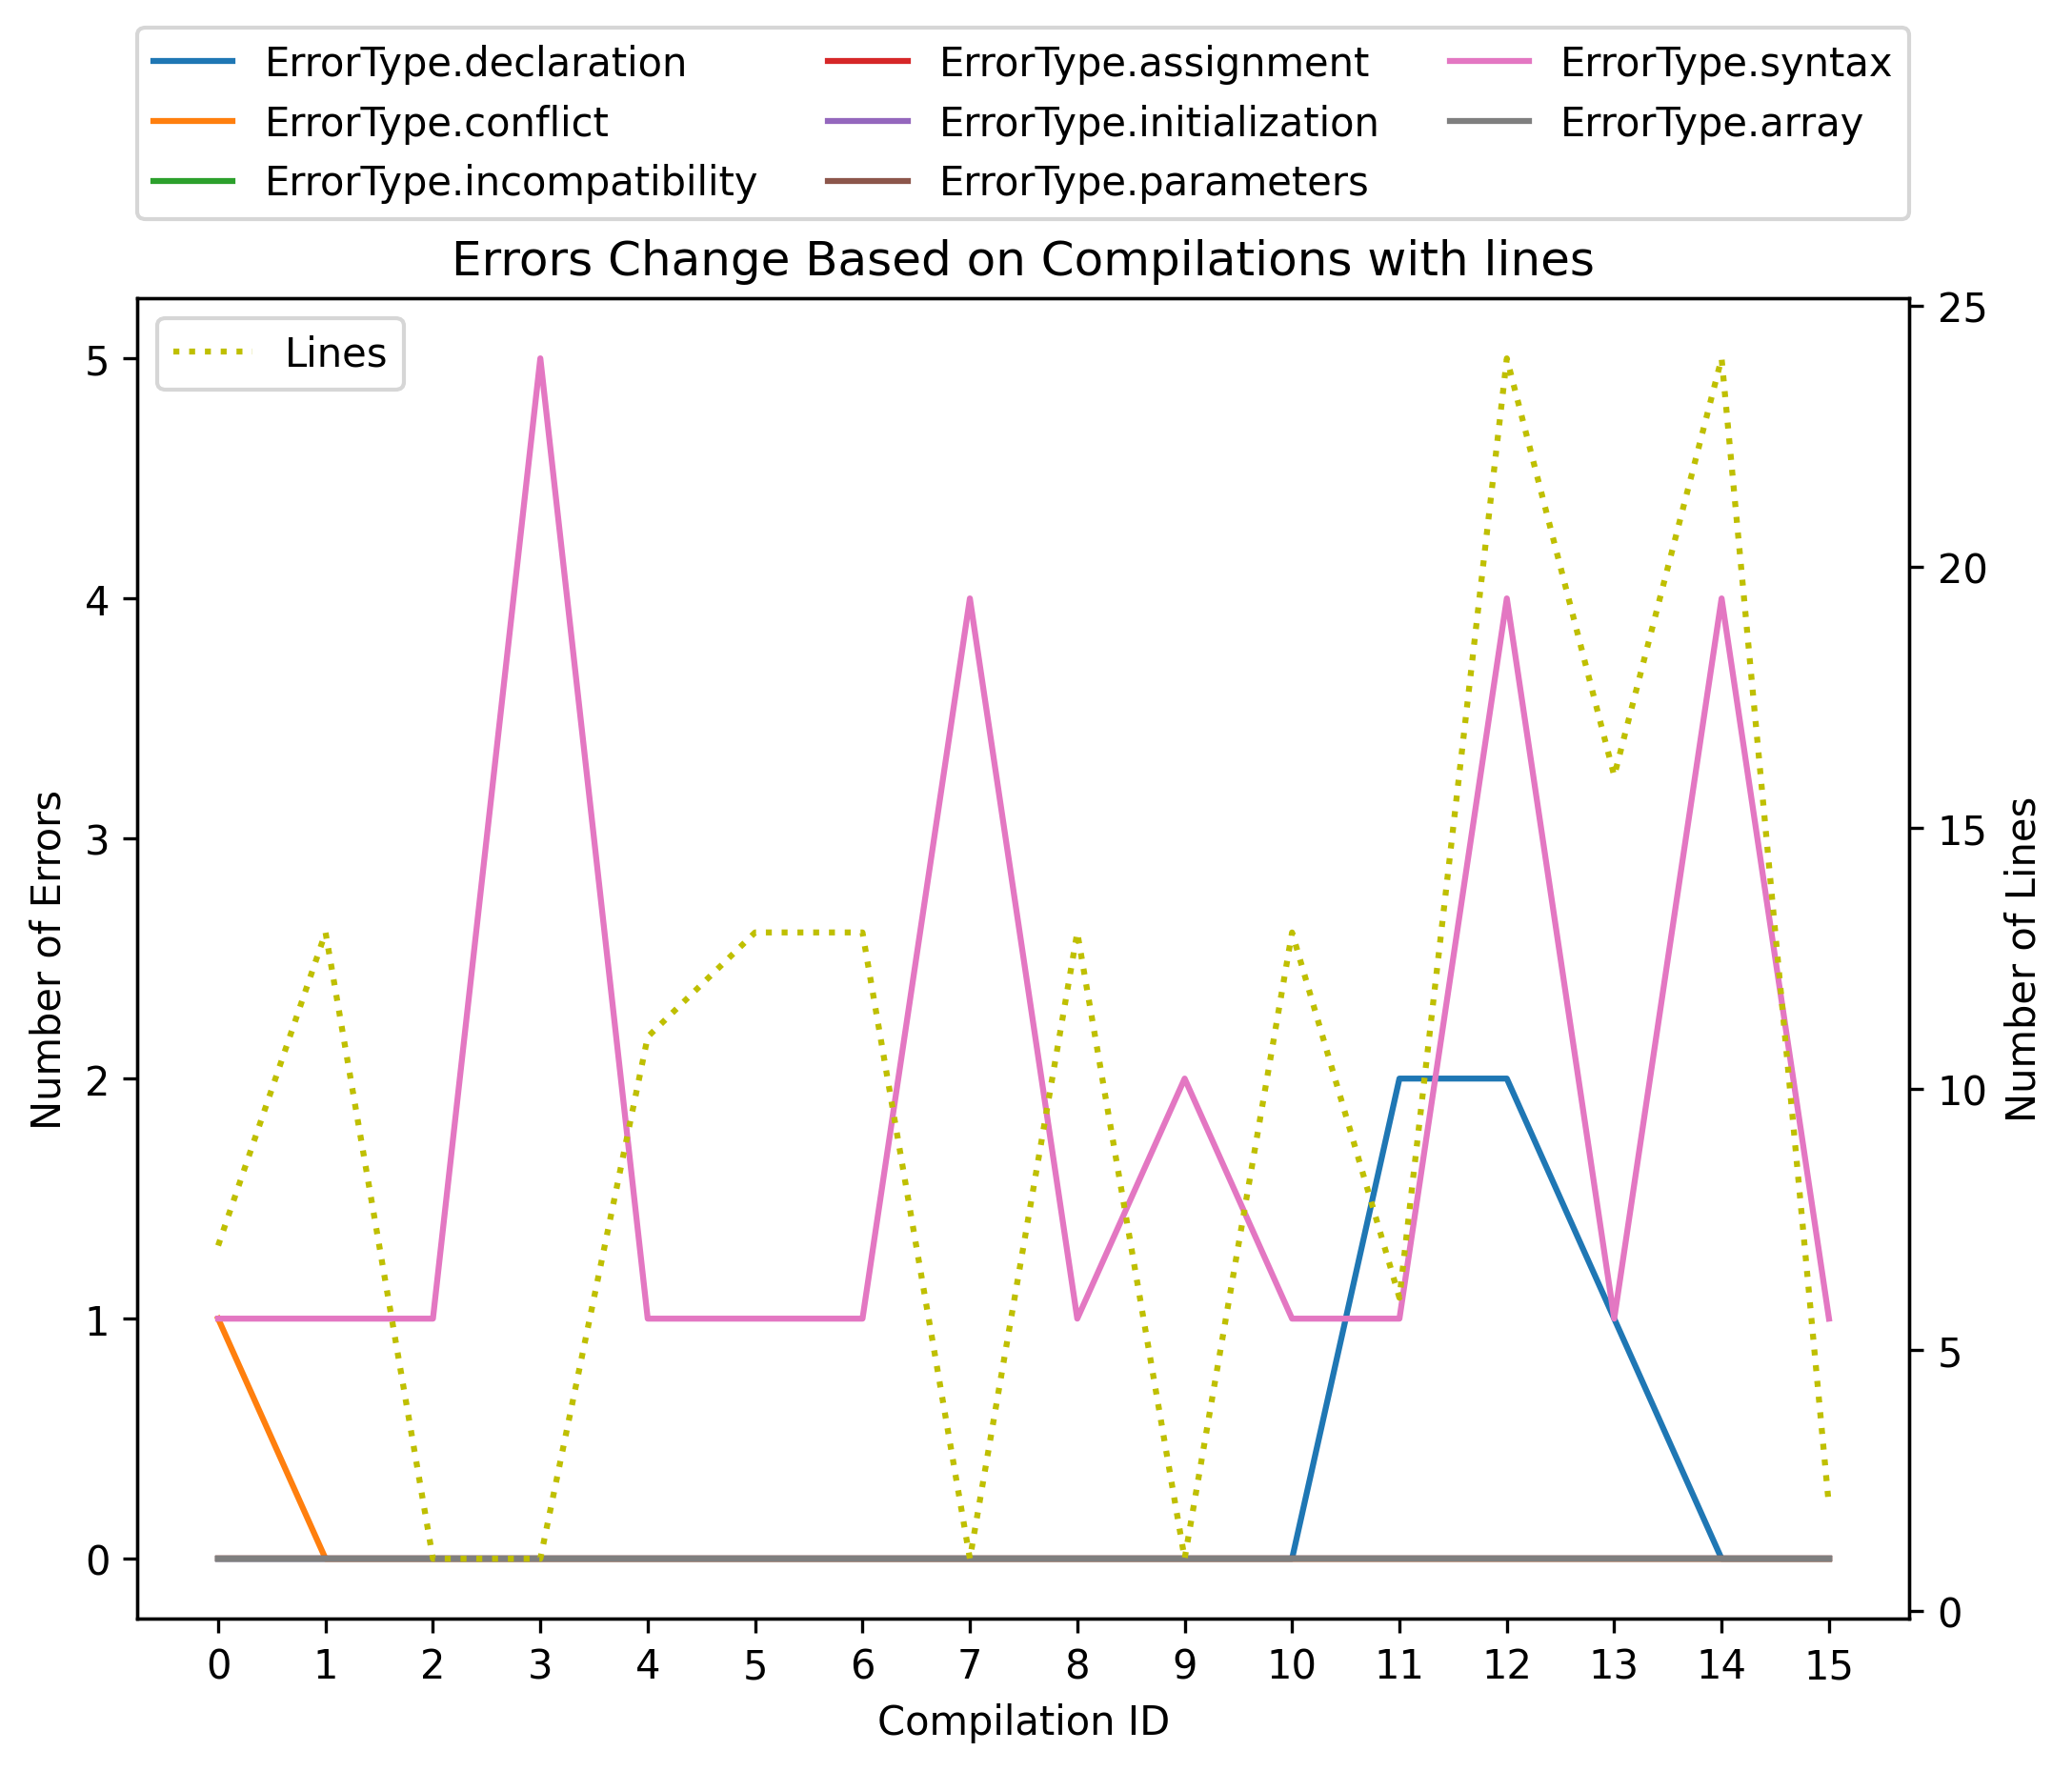 ErrorType.declaration
ErrorType.conflict
ErrorType.incompatibility
ErrorType.assignment
ErrorType.initialization
ErrorType.parameters
ErrorType.syntax
ErrorType.array
Errors Change Based on Compilations with lines
Lines
5
4
3
2
1
0
Number of Errors
25
20
15
10
5
0
Number of Lines
0 1 2 3 4 5 6 7 8 9 10 11 12 13 14 15
Compilation ID